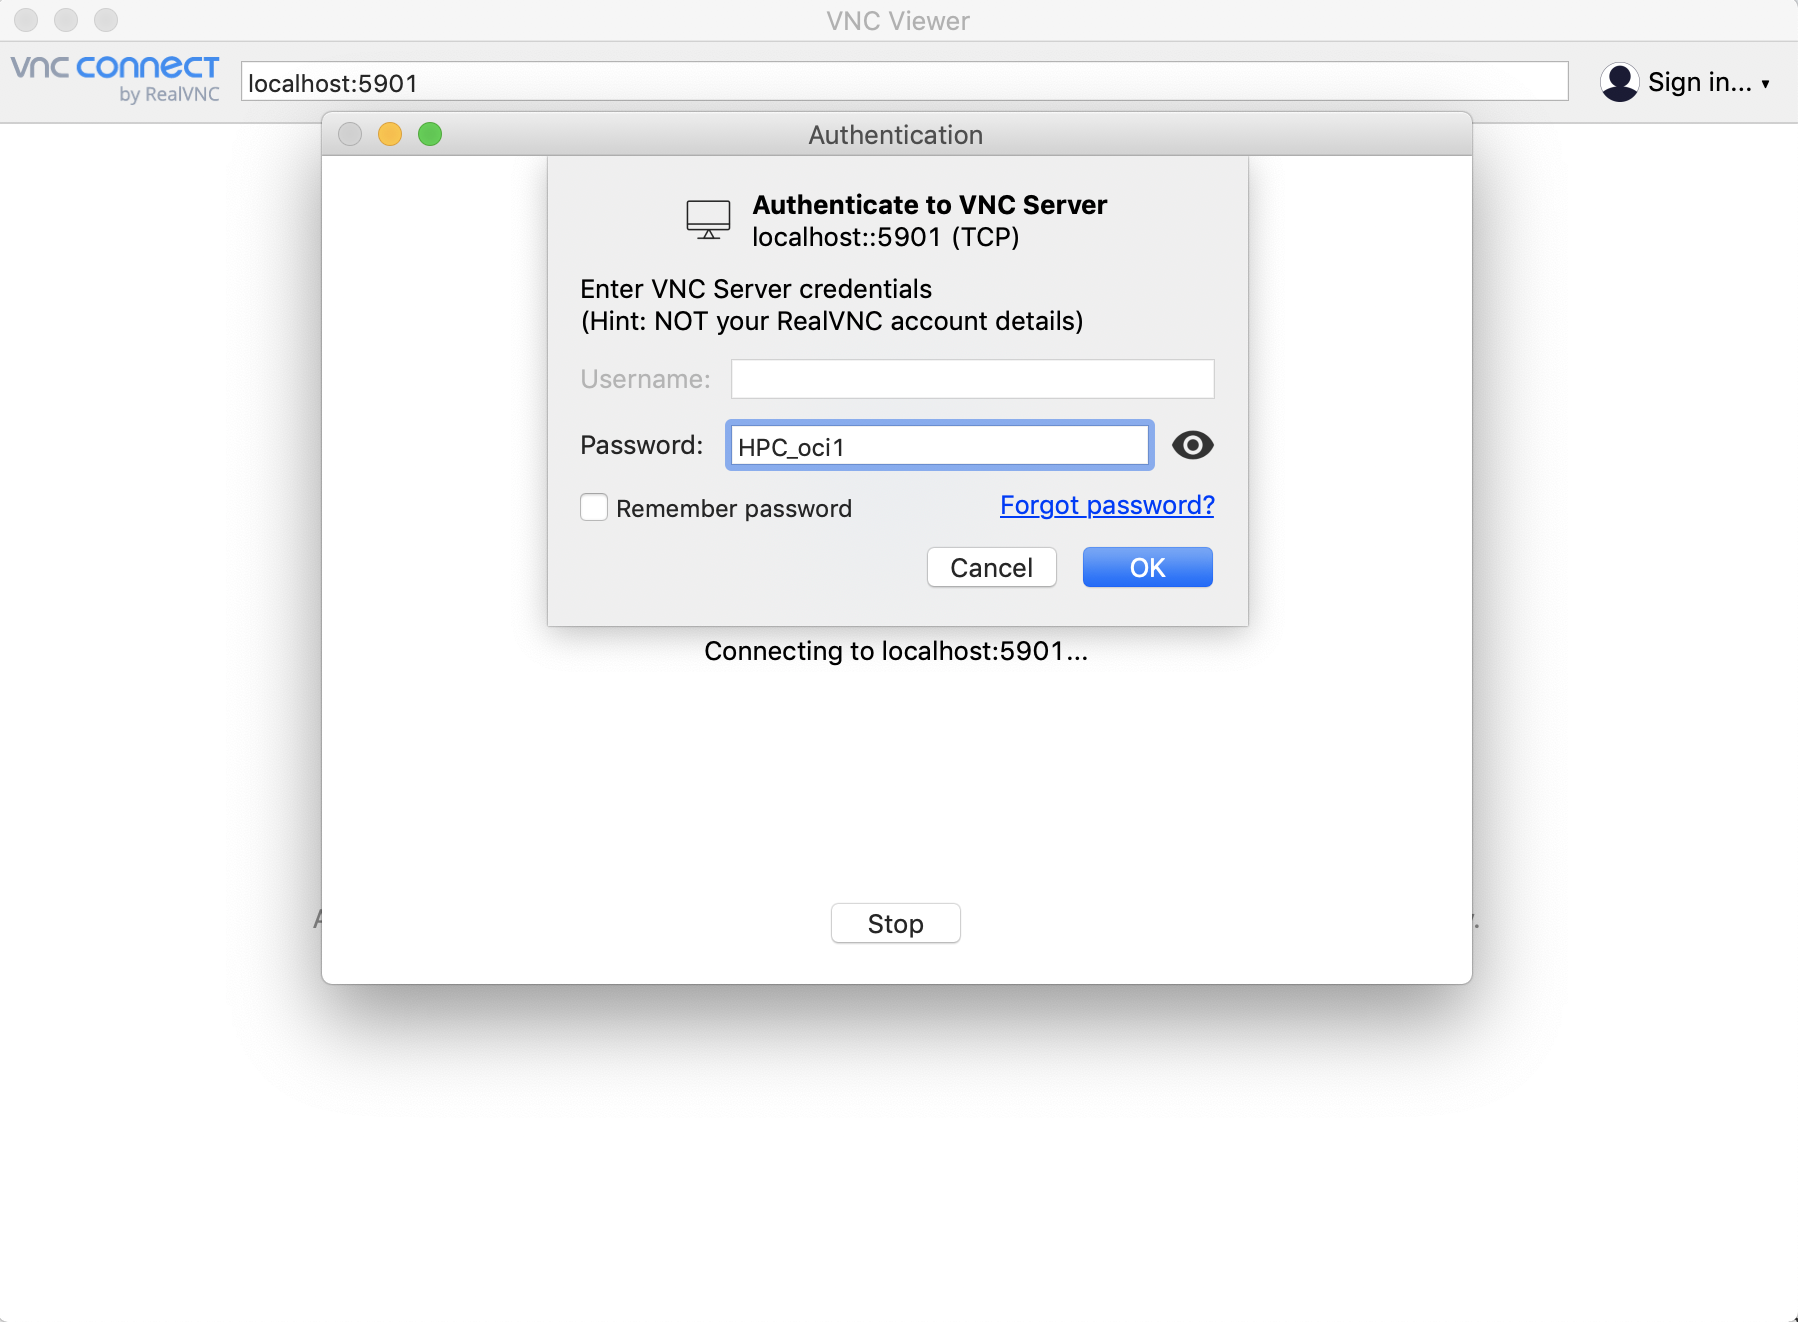 VNC Viewer
vnc connect
by RealVNC
localhost:5901
Sign in...
Authentication
Authenticate to VNC Server
localhost::5901 (TCP)
Enter VNC Server credentials
(Hint: NOT your RealVNC account details)
Username:
Password:
HPC_oci1
Remember password
Forgot password?
Cancel
OK
Connecting to localhost:5901...
Stop